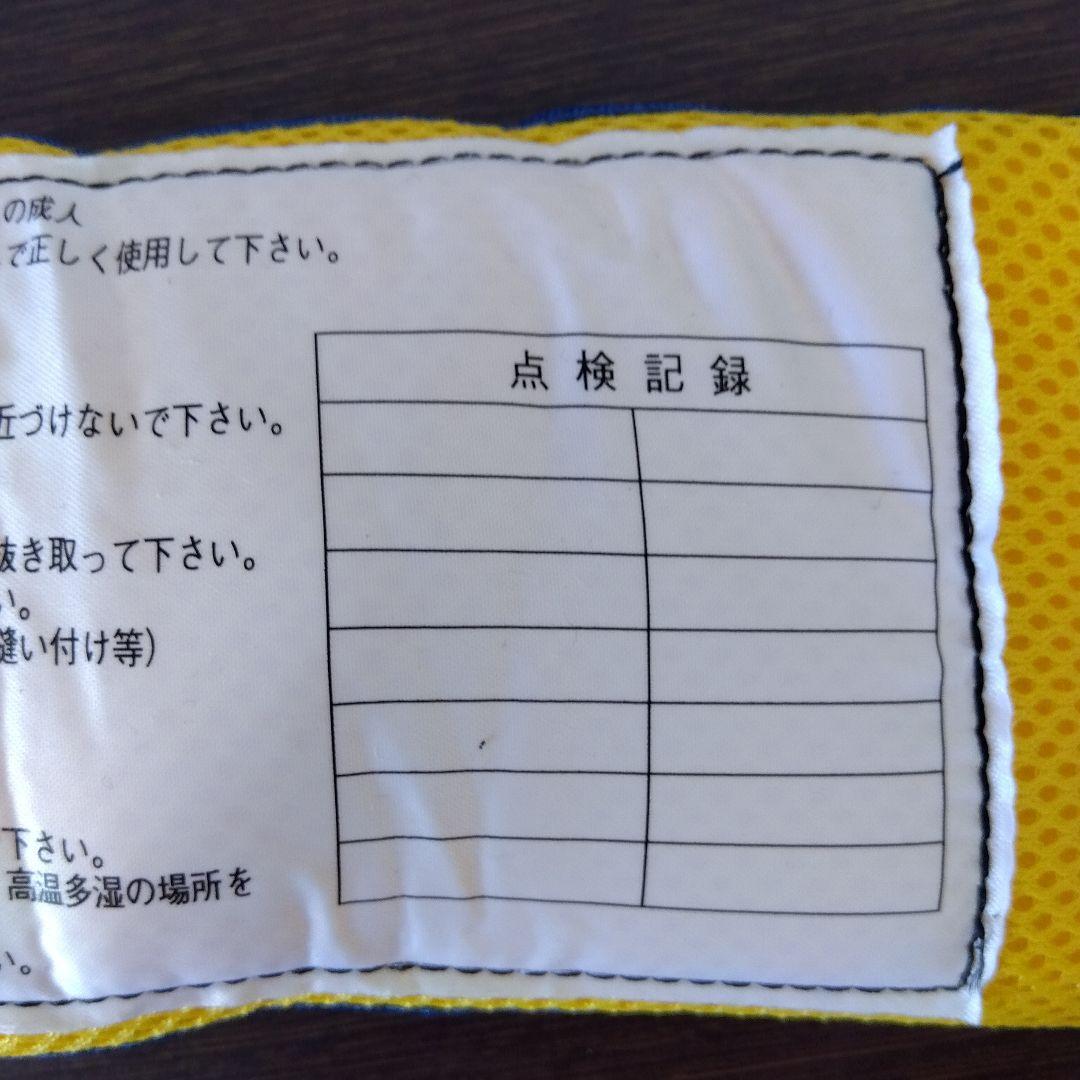 の成人
で正しく使用して下さい。
点検記録
近づけないで下さい。
抜き取って下さい。
い。
縫い付け等)
下さい。
高温多湿の場所を
い。